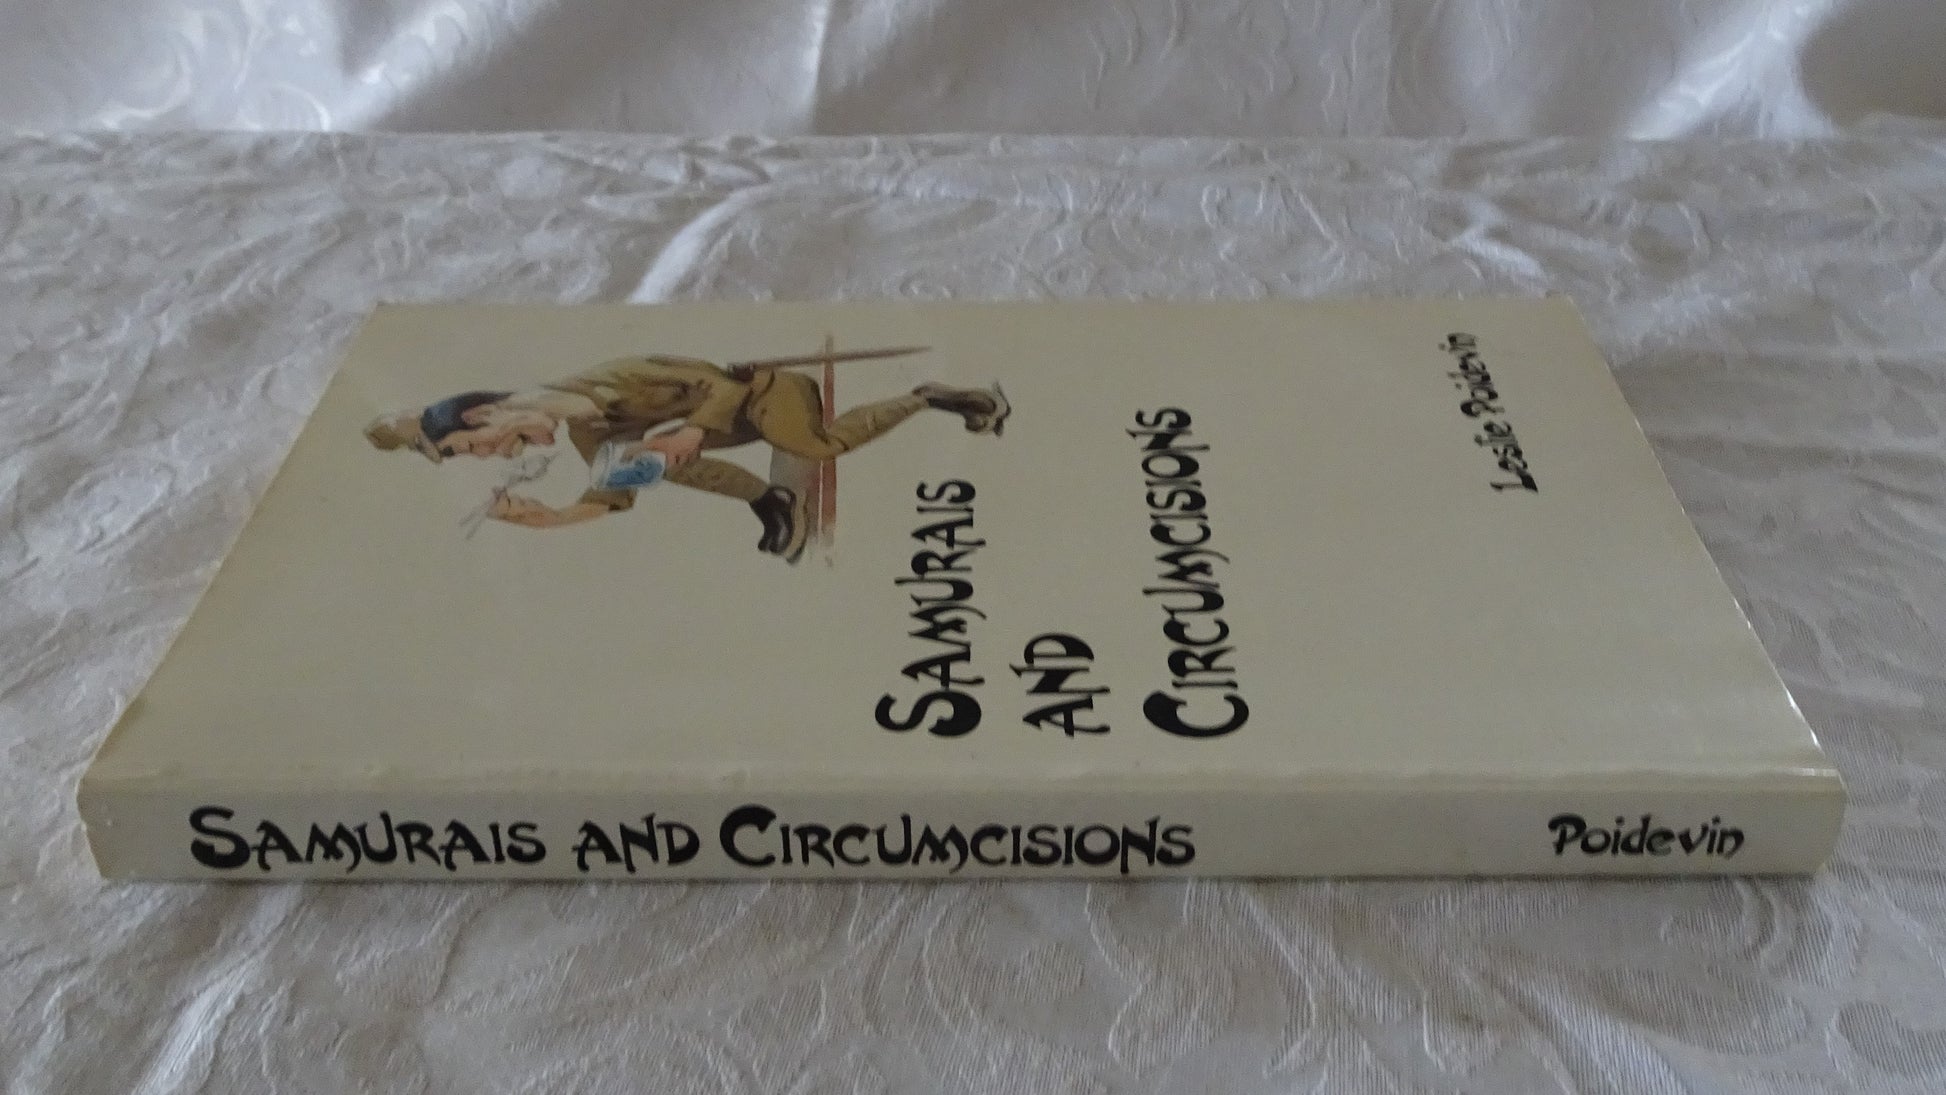 SAMURAIS
AND
CIRCUMCISIONS
Leslie Poidevin
SAMURAIS AND CIRCUMCISIONS Poidevin